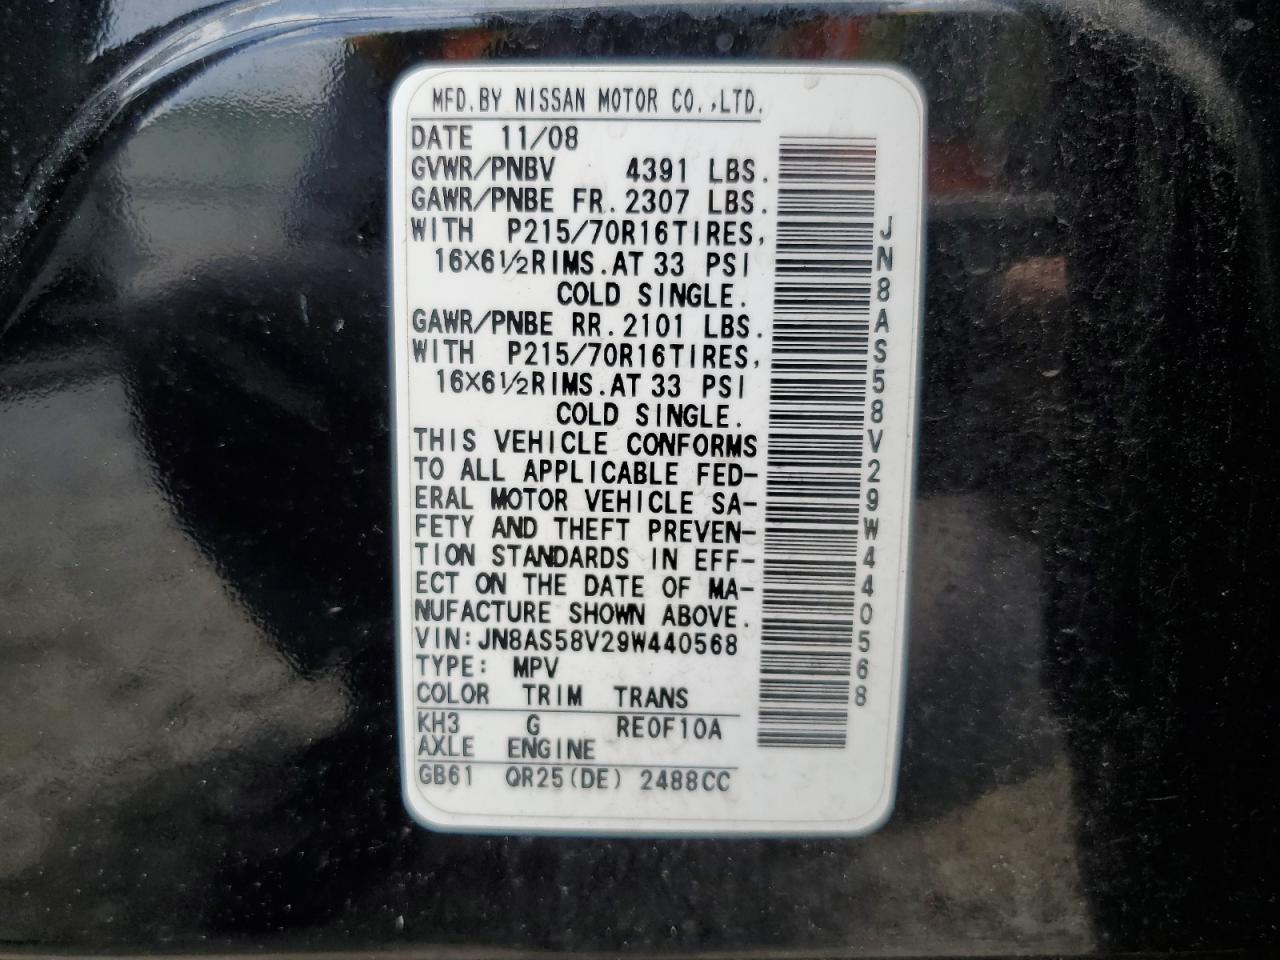 MFD.BY NISSAN MOTOR CO.,LTD.
DATE 11/08
GVWR/PNBV 4391 LBS.
GAWR/PNBE FR.2307 LBS.
WITH P215/70R16TIRES,
16X6½RIMS.AT 33 PSI
COLD SINGLE.
GAWR/PNBE RR.2101 LBS.
WITH P215/70R16TIRES,
16X6½RIMS.AT 33 PSI
COLD SINGLE.
THIS VEHICLE CONFORMS
TO ALL APPLICABLE FED-
ERAL MOTOR VEHICLE SA-
FETY AND THEFT PREVEN-
TION STANDARDS IN EFF-
ECT ON THE DATE OF MA-
NUFACTURE SHOWN ABOVE.
VIN:JN8AS58V29W440568
TYPE: MPV
COLOR TRIM TRANS
KH3 G RE0F10A
AXLE ENGINE
GB61 QR25(DE) 2488CC
JN8AS58V29W440568